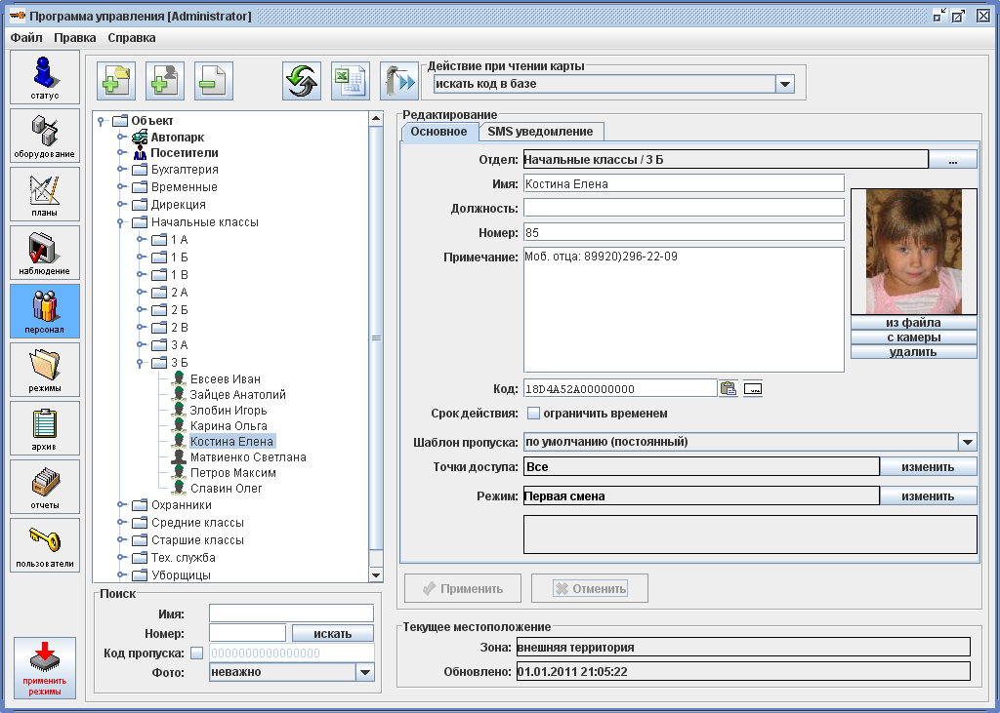 Программа управления [Administrator]
Файл Правка Справка
статус
оборудование
планы
наблюдение
персонал
режимы
архив
отчеты
пользователи
применить
режимы
Действие при чтении карты
искать код в базе
Объект
Автопарк
Посетители
Бухгалтерия
Временные
Дирекция
Начальные классы
1 А
1 Б
1 В
2 А
2 Б
2 В
3 А
3 Б
Евсеев Иван
Зайцев Анатолий
Злобин Игорь
Карина Ольга
Костина Елена
Матвиенко Светлана
Петров Максим
Славин Олег
Охранники
Средние классы
Старшие классы
Тех. служба
Уборщицы
Поиск
Имя:
Номер: искать
Код пропуска: 0000000000000000
Фото: неважно
Редактирование
Основное SMS уведомление
Отдел: Начальные классы / 3 Б ...
Имя: Костина Елена
Должность:
Номер: 85
Примечание: Моб. отца: 89920)296-22-09
из файла
с камеры
удалить
Код: 18D4A52A00000000
Срок действия: ограничить временем
Шаблон пропуска: по умолчанию (постоянный)
Точки доступа: Все изменить
Режим: Первая смена изменить
Применить Отменить
Текущее местоположение
Зона: внешняя территория
Обновлено: 01.01.2011 21:05:22